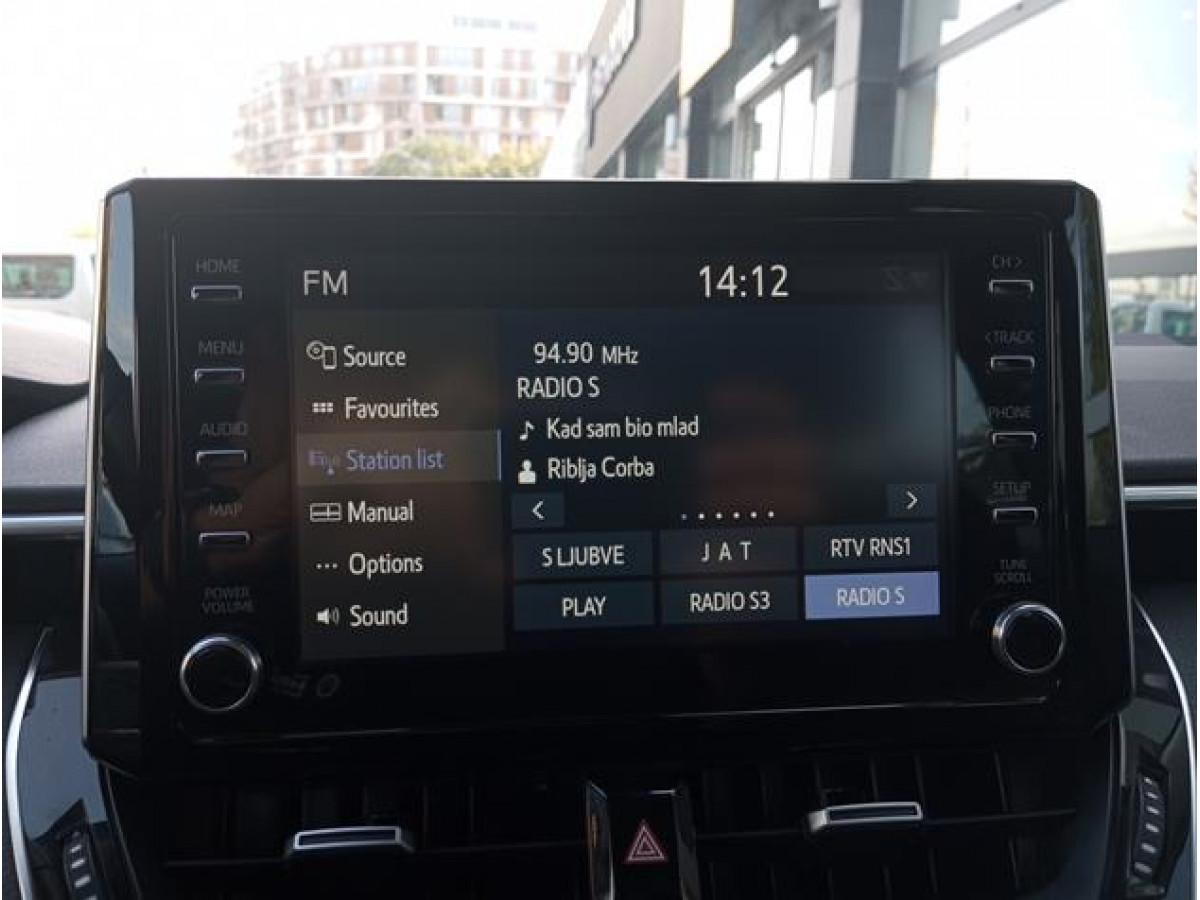 HOME
MENU
AUDIO
MAP
POWER
VOLUME
FM
14:12
Source
Favourites
Station list
Manual
Options
Sound
94.90 MHz
RADIO S
Kad sam bio mlad
Riblja Corba
<
>
S LJUBVE
J A T
RTV RNS1
PLAY
RADIO S3
RADIO S
CH >
< TRACK
PHONE
SETUP
TUNE
SCROLL